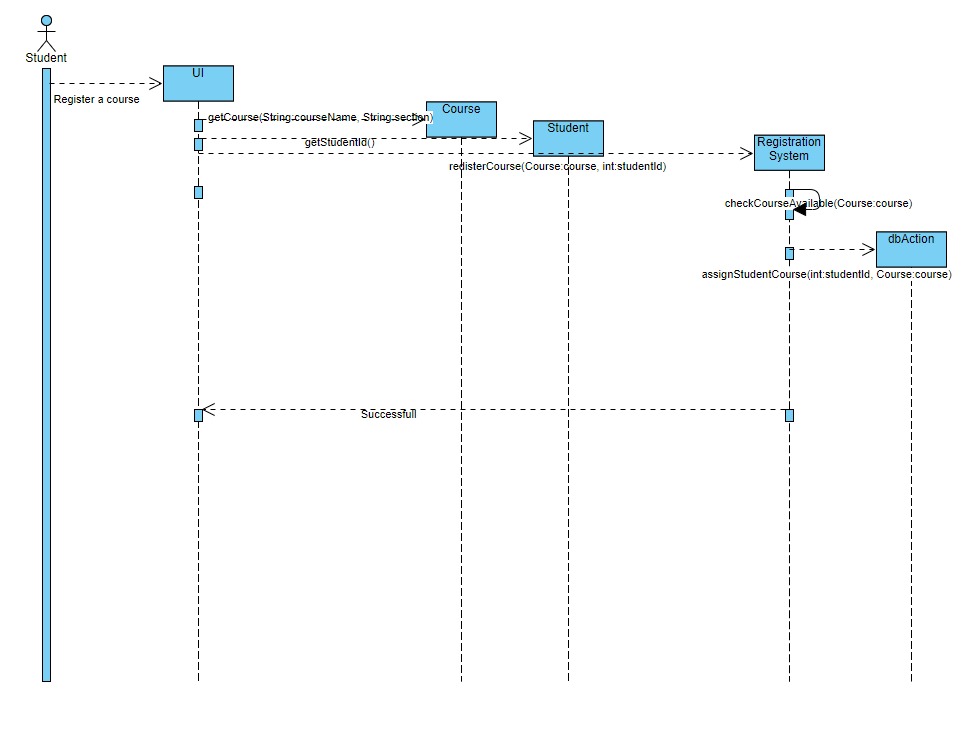 Student
Register a course
UI
getCourse(String:courseName, String:section)
Course
getStudentId()
Student
redisterCourse(Course:course, int:studentId)
Registration
System
checkCourseAvailable(Course:course)
dbAction
assignStudentCourse(int:studentId, Course:course)
Successfull